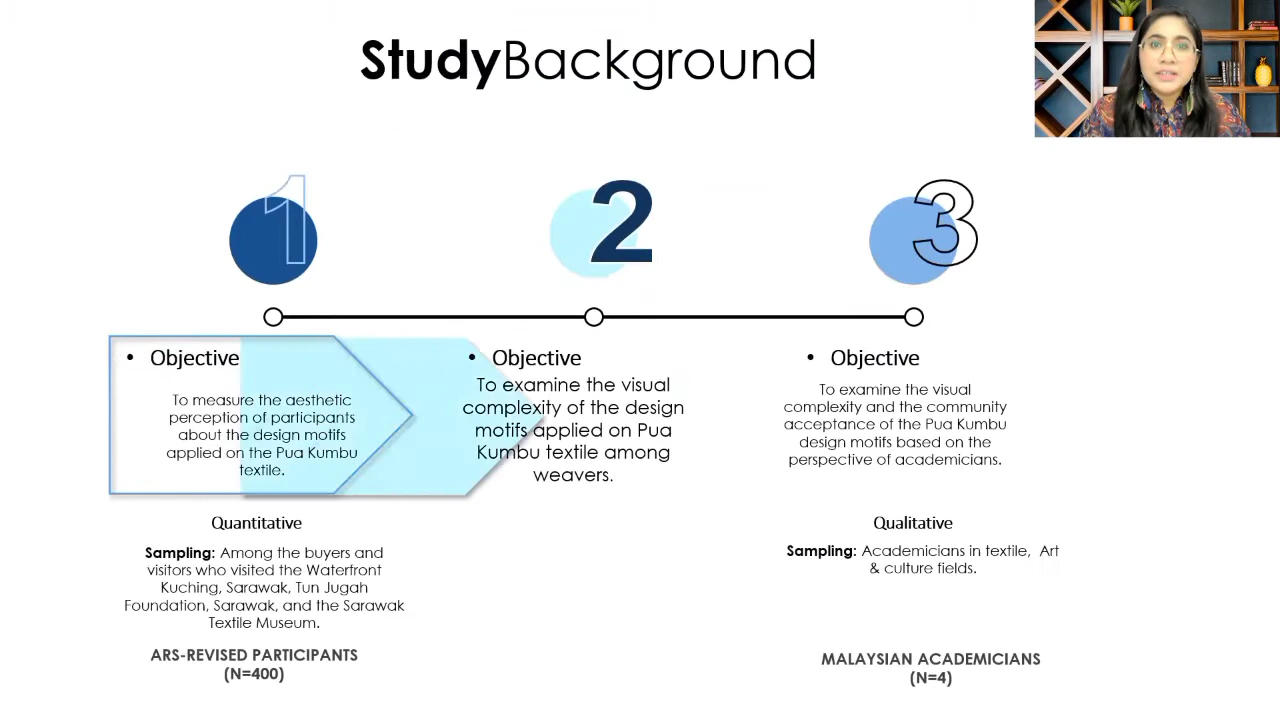 StudyBackground
1
2
3
• Objective
To measure the aesthetic
perception of participants
about the design motifs
applied on the Pua Kumbu
textile.
Quantitative
Sampling: Among the buyers and
visitors who visited the Waterfront
Kuching, Sarawak, Tun Jugah
Foundation, Sarawak, and the Sarawak
Textile Museum.
ARS-REVISED PARTICIPANTS
(N=400)
• Objective
To examine the visual
complexity of the design
motifs applied on Pua
Kumbu textile among
weavers.
• Objective
To examine the visual
complexity and the community
acceptance of the Pua Kumbu
design motifs based on the
perspective of academicians.
Qualitative
Sampling: Academicians in textile, Art
& culture fields.
MALAYSIAN ACADEMICIANS
(N=4)